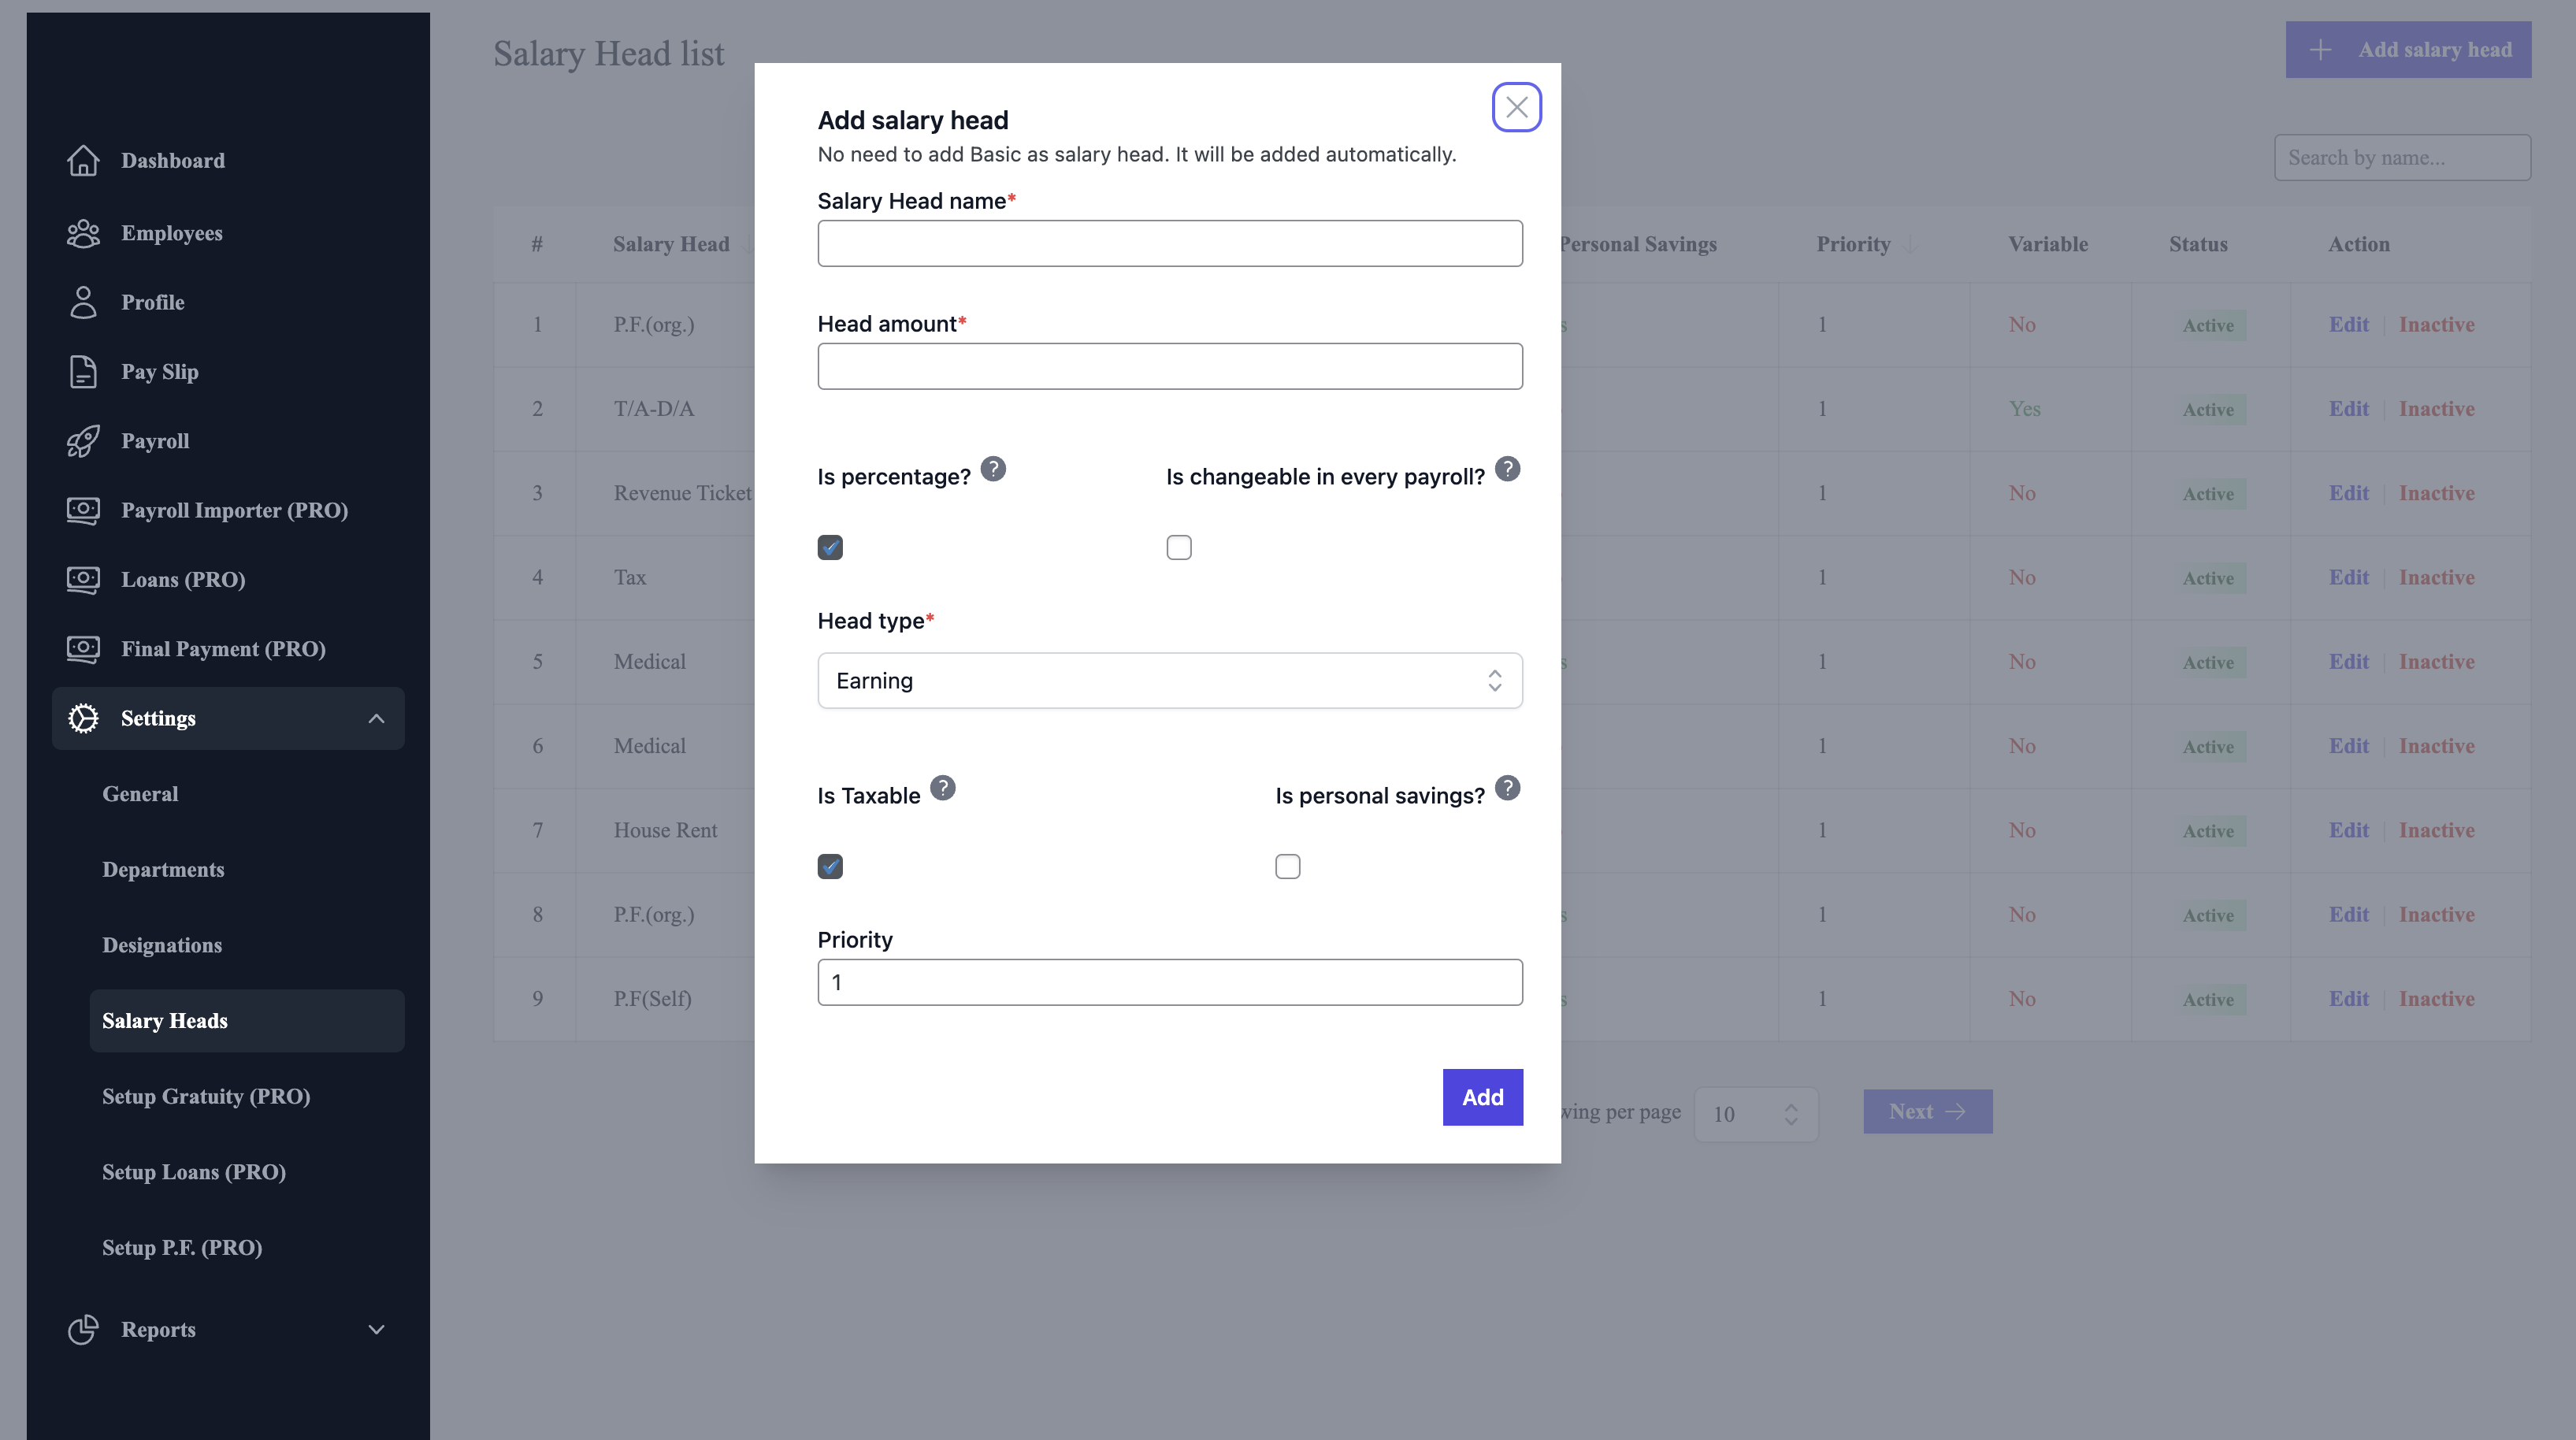 Dashboard
Employees
Profile
Pay Slip
Payroll
Payroll Importer (PRO)
Loans (PRO)
Final Payment (PRO)
Settings
General
Departments
Designations
Salary Heads
Setup Gratuity (PRO)
Setup Loans (PRO)
Setup P.F. (PRO)
Reports
Salary Head list
Add salary head
Search by name...
# Salary Head Personal Savings Priority Variable Status Action
1 P.F.(org.) 1 No Active Edit Inactive
2 T/A-D/A 1 Yes Active Edit Inactive
3 Revenue Ticket 1 No Active Edit Inactive
4 Tax 1 No Active Edit Inactive
5 Medical 1 No Active Edit Inactive
6 Medical 1 No Active Edit Inactive
7 House Rent 1 No Active Edit Inactive
8 P.F.(org.) 1 No Active Edit Inactive
9 P.F(Self) 1 No Active Edit Inactive
per page 10 Next
Add salary head
No need to add Basic as salary head. It will be added automatically.
Salary Head name*
Head amount*
Is percentage? ? Is changeable in every payroll? ?
Head type*
Earning
Is Taxable ? Is personal savings? ?
Priority
1
Add